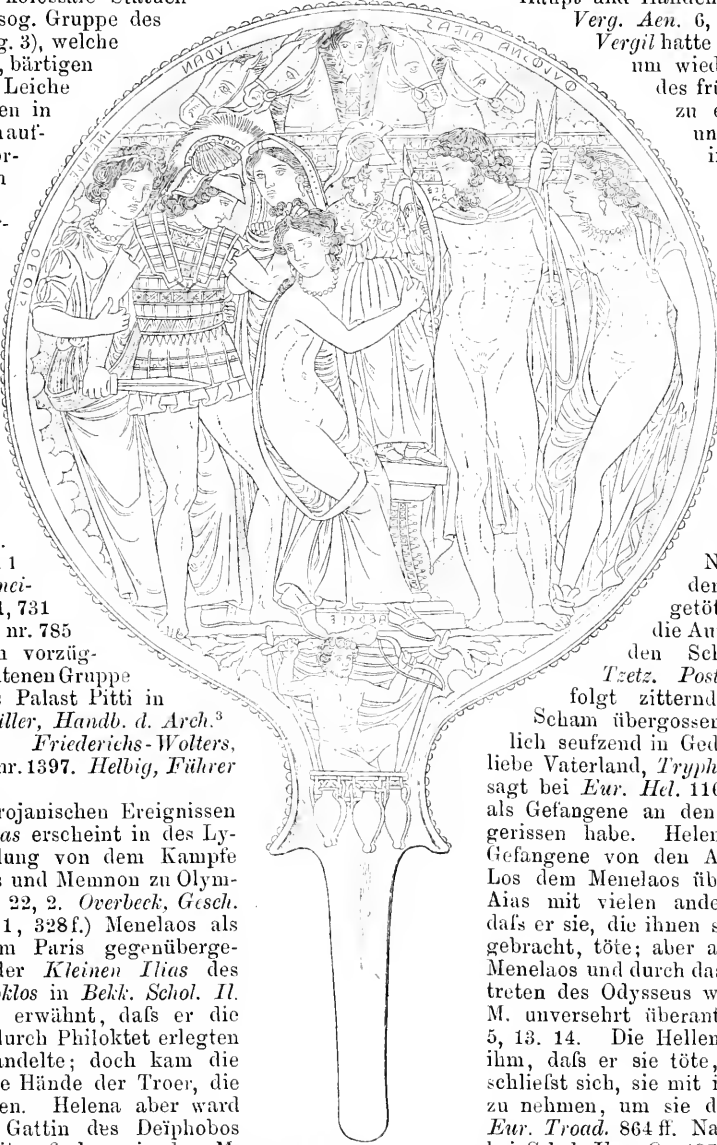 sog. Gruppe des
g. 3), welche
, bärtigen
Leiche
en in
auf-
or-
. 1
mei-
1, 731
nr. 785
n vorzüg-
tenen Gruppe
s Palast Pitti in
üller, Handb. d. Arch.³
Friederichs-Wolters,
nr. 1397. Helbig, Führer
rojanischen Ereignissen
as erscheint in des Ly-
lung von dem Kampfe
s und Memnon zu Olym-
22, 2. Overbeck, Gesch.
1, 328 f.) Menelaos als
m Paris gegenüberge-
der Kleinen Ilias des
klos in Bekk. Schol. Il.
erwähnt, daſs er die
durch Philoktet erlegten
andelte; doch kam die
e Hände der Troer, die
en. Helena aber ward
Gattin des Deïphobos
Verg. Aen. 6,
Vergil hatte
um wied
des frü
zu e
un
N
der
getöt
die Au
den Sch
Tzetz. Post
folgt zitternd
Scham übergossen
lich seufzend in Ged
liebe Vaterland, Tryph
sagt bei Eur. Hel. 116
als Gefangene an den
gerissen habe. Helen
Gefangene von den A
Los dem Menelaos üb
Aias mit vielen ande
daſs er sie, die ihnen s
gebracht, töte; aber a
Menelaos und durch das
treten des Odysseus w
M. unversehrt überant
5, 13. 14. Die Hellen
ihm, daſs er sie töte,
schlieſst sich, sie mit i
zu nehmen, um sie d
Eur. Troad. 864 ff. Na